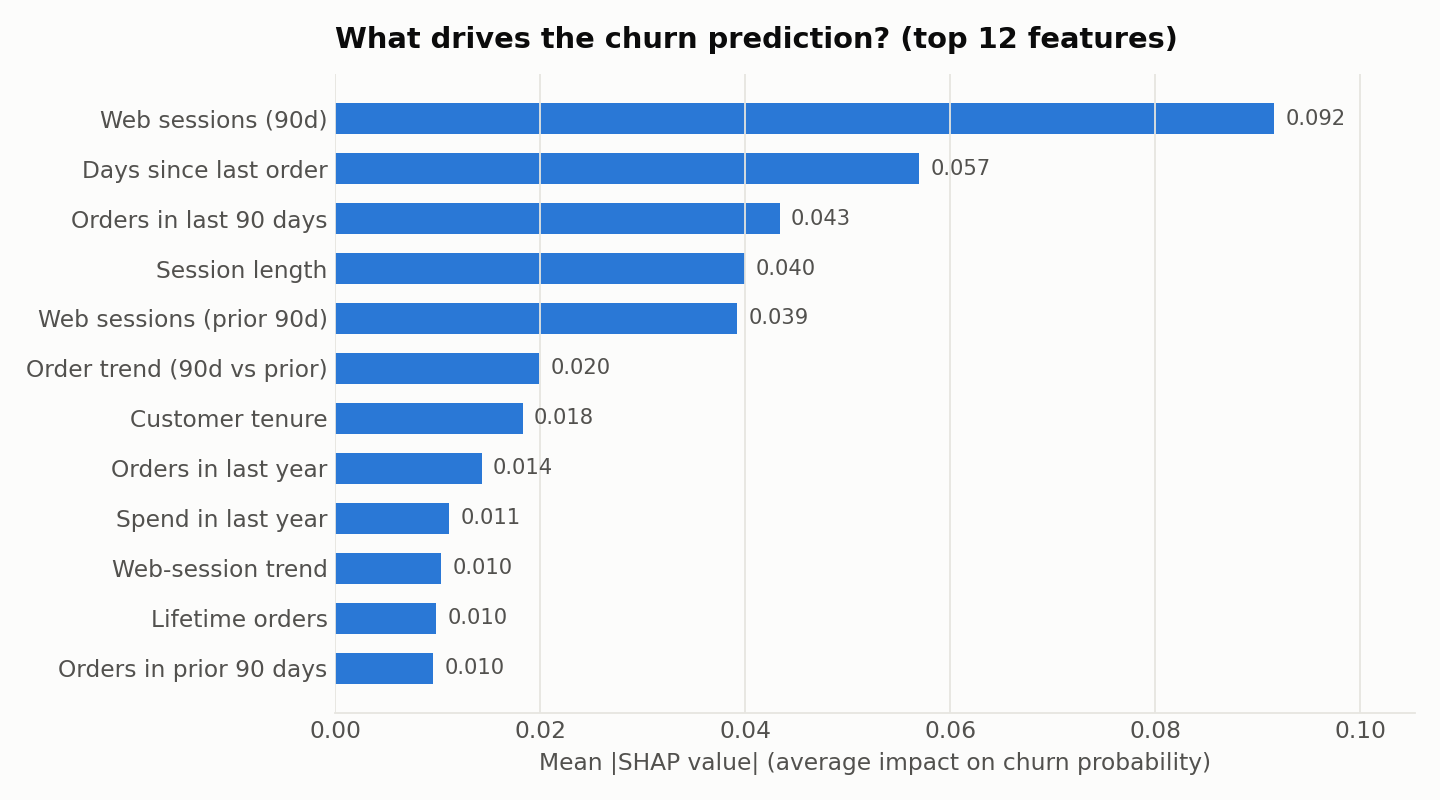 What drives the churn prediction? (top 12 features)
Web sessions (90d) 0.092
Days since last order 0.057
Orders in last 90 days 0.043
Session length 0.040
Web sessions (prior 90d) 0.039
Order trend (90d vs prior) 0.020
Customer tenure 0.018
Orders in last year 0.014
Spend in last year 0.011
Web-session trend 0.010
Lifetime orders 0.010
Orders in prior 90 days 0.010
0.00 0.02 0.04 0.06 0.08 0.10
Mean |SHAP value| (average impact on churn probability)